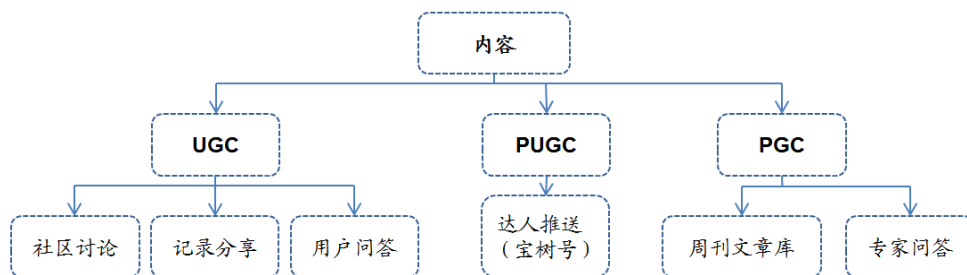 内容
UGC
PUGC
PGC
社区讨论
记录分享
用户问答
达人推送
（宝树号）
周刊文章库
专家问答